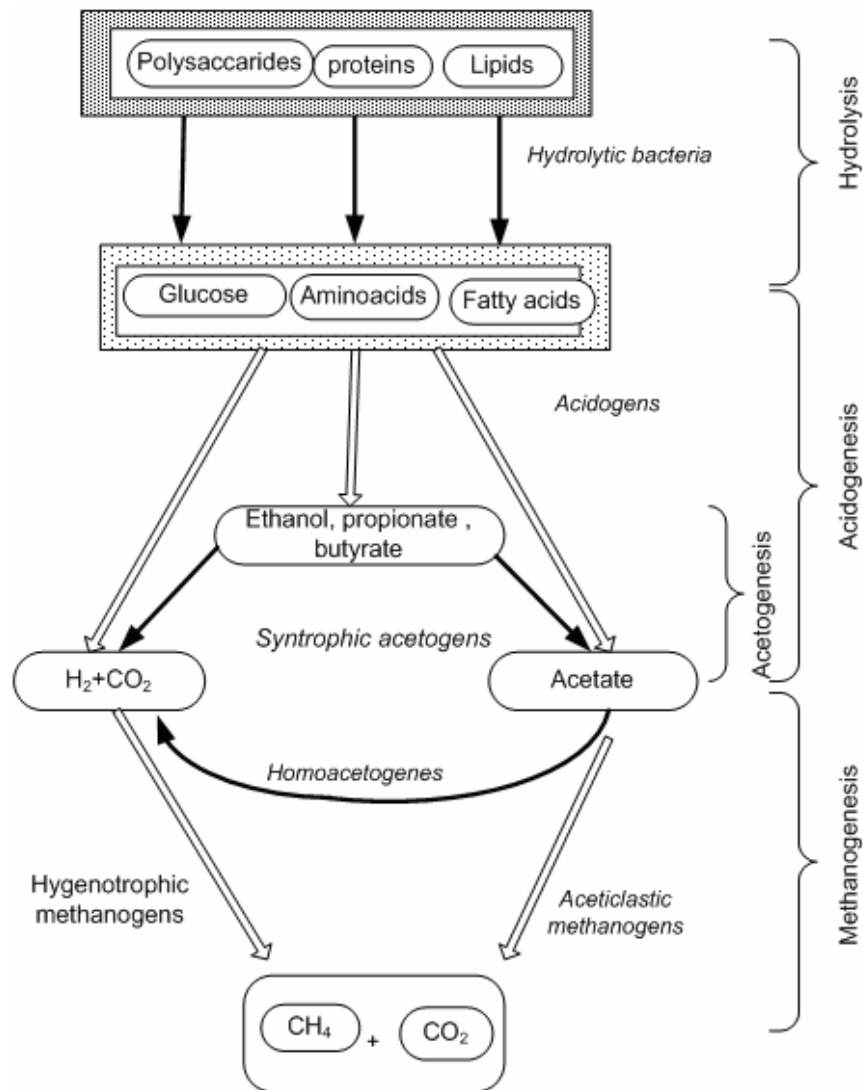 Polysaccarides
proteins
Lipids
Hydrolytic bacteria
Hydrolysis
Glucose
Aminoacids
Fatty acids
Acidogens
Acidogenesis
Ethanol, propionate ,
butyrate
Acetogenesis
Syntrophic acetogens
H₂+CO₂
Acetate
Homoacetogenes
Hygenotrophic
methanogens
Aceticlastic
methanogens
Methanogenesis
CH₄
+
CO₂